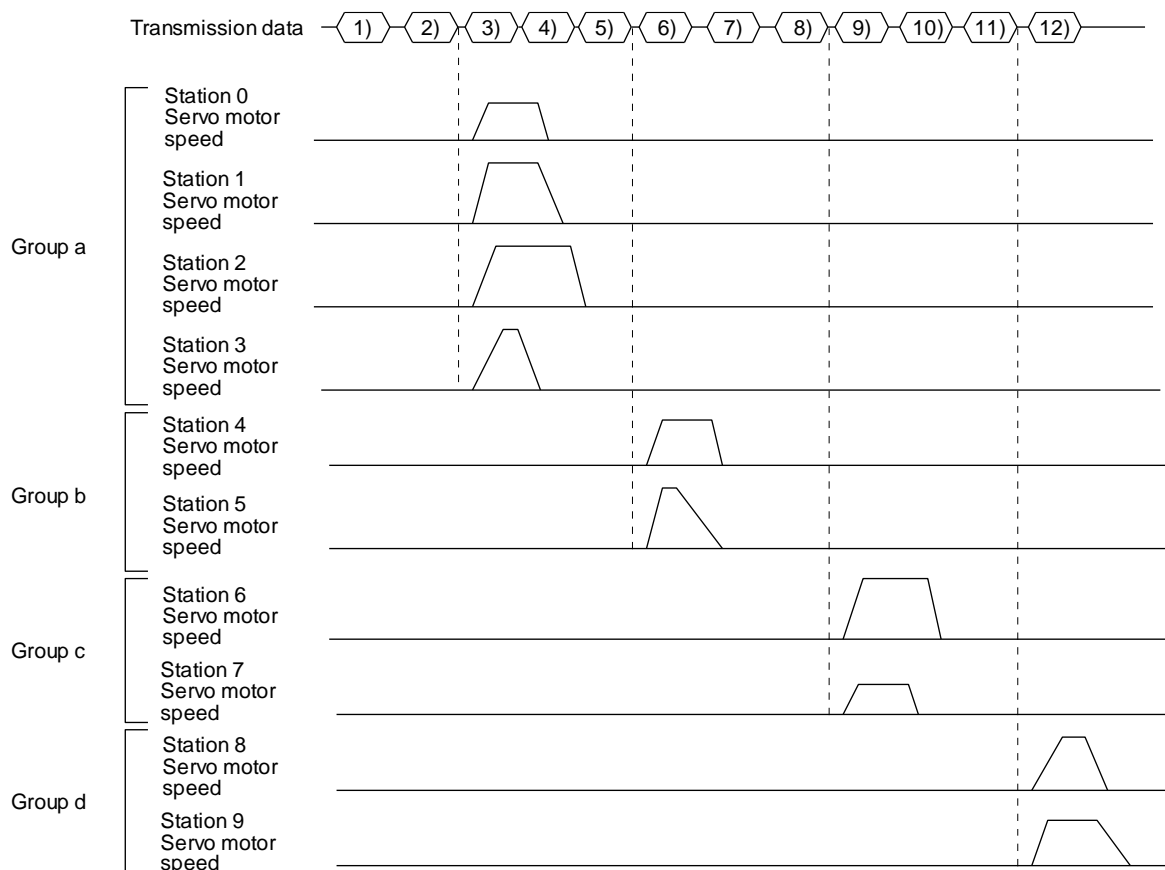 Transmission data 1) 2) 3) 4) 5) 6) 7) 8) 9) 10) 11) 12)
Group a
Station 0
Servo motor
speed
Station 1
Servo motor
speed
Station 2
Servo motor
speed
Station 3
Servo motor
speed
Group b
Station 4
Servo motor
speed
Station 5
Servo motor
speed
Group c
Station 6
Servo motor
speed
Station 7
Servo motor
speed
Group d
Station 8
Servo motor
speed
Station 9
Servo motor
speed